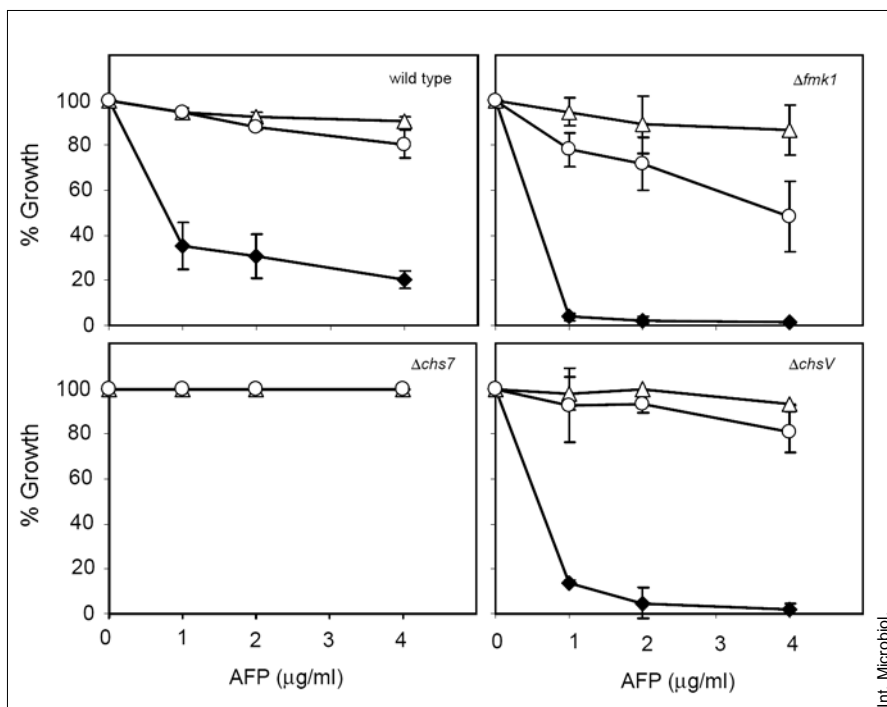 wild type
100
80
60
40
20
0
% Growth
Δfmk1
Δchs7
100
80
60
40
20
0
% Growth
0 1 2 3 4
AFP (μg/ml)
ΔchsV
0 1 2 3 4
AFP (μg/ml)
Int. Microbiol.